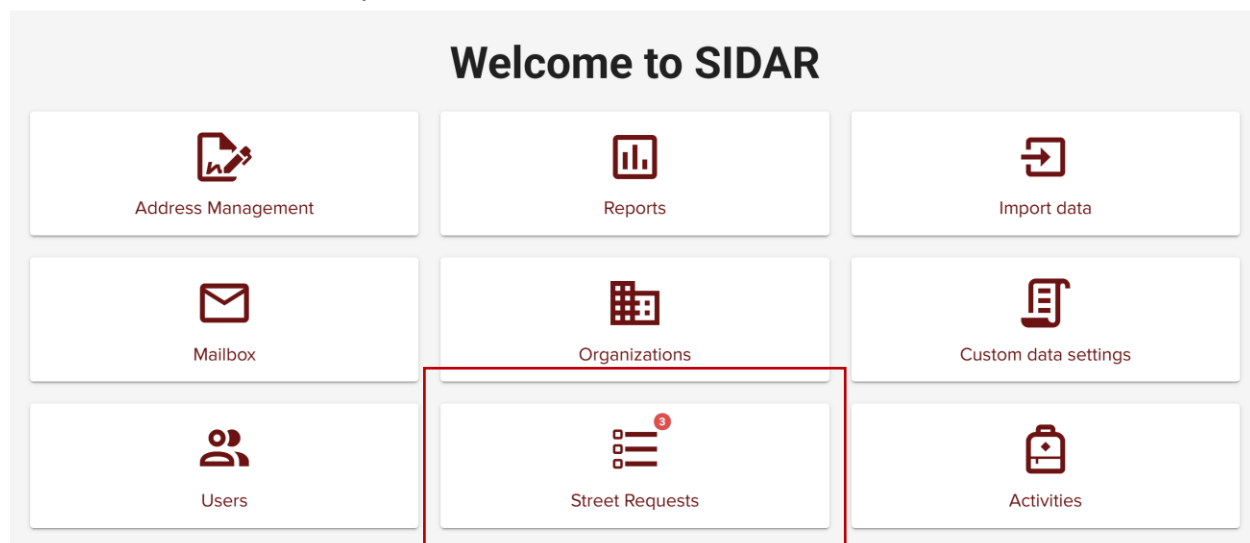 Welcome to SIDAR
Address Management
Reports
Import data
Mailbox
Organizations
Custom data settings
3
Users
Street Requests
Activities